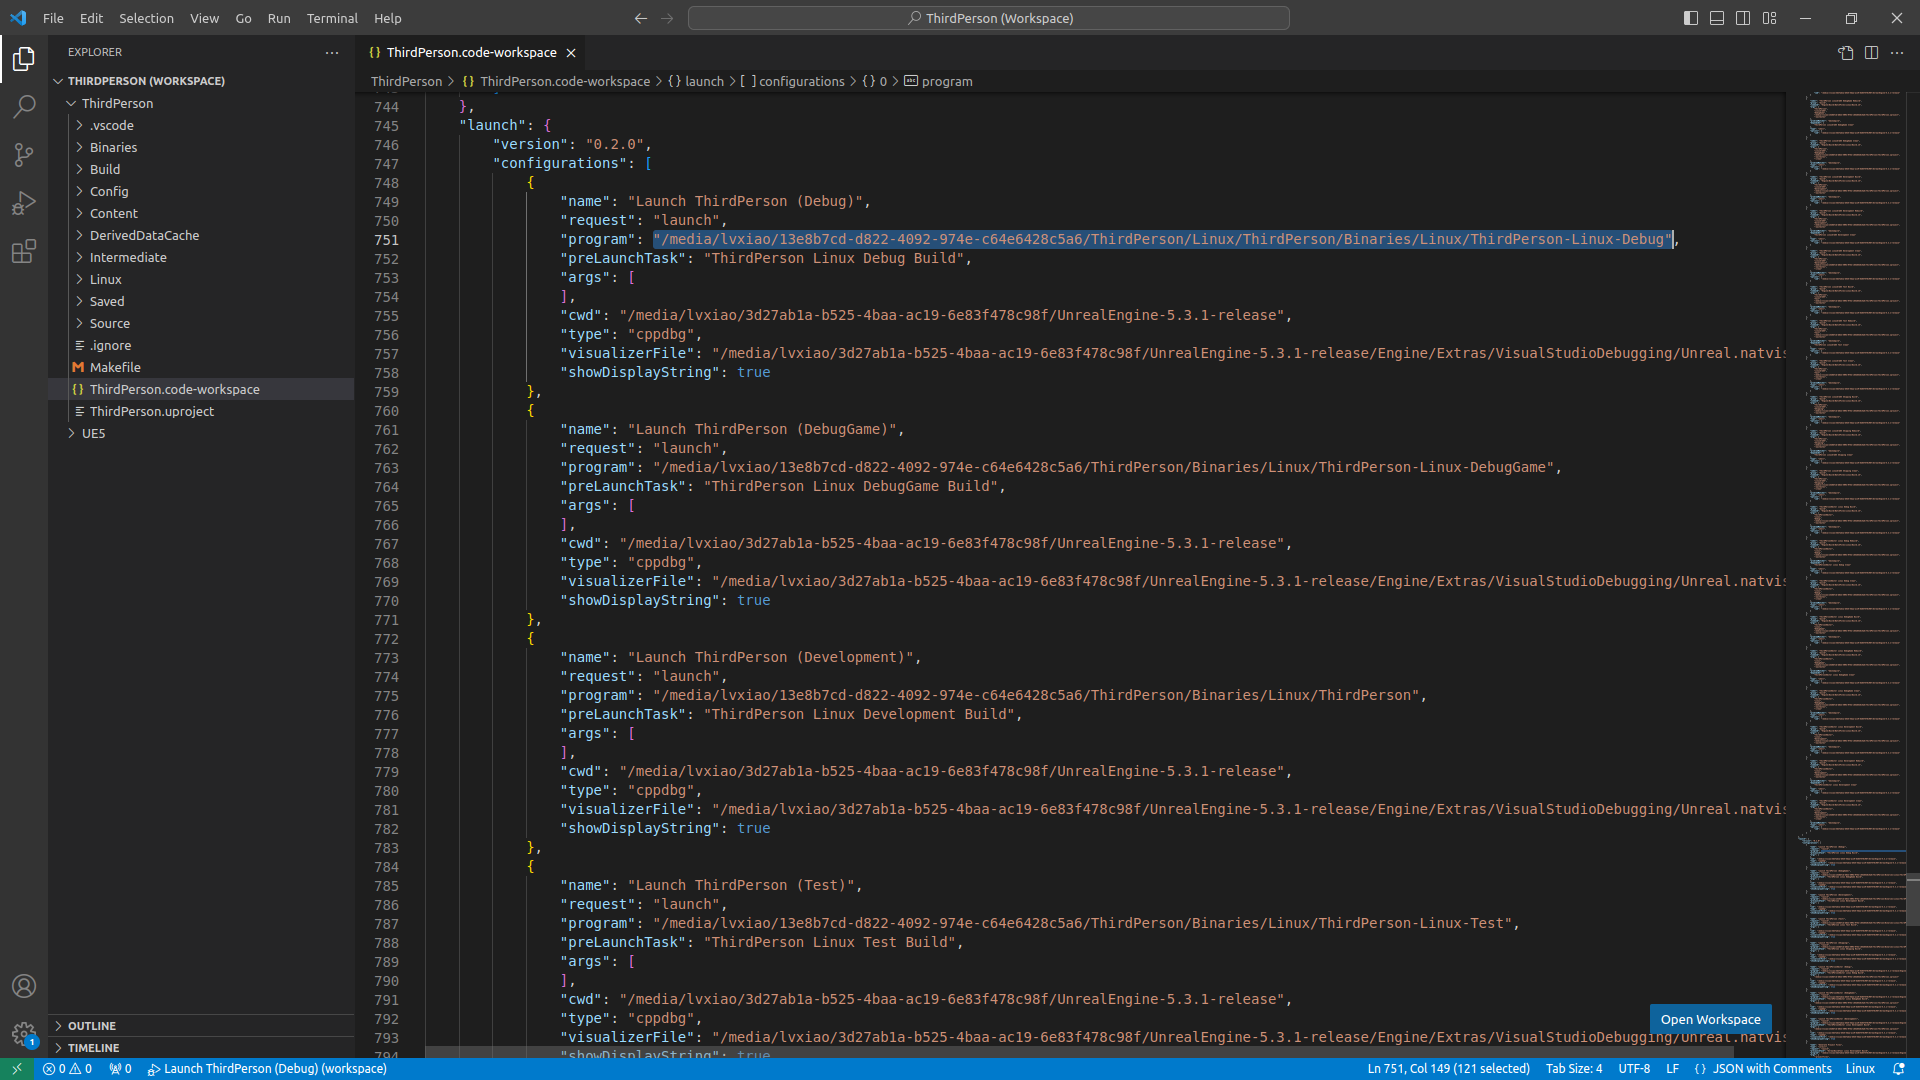 File Edit Selection View Go Run Terminal Help
ThirdPerson (Workspace)
EXPLORER
THIRDPERSON (WORKSPACE)
ThirdPerson
.vscode
Binaries
Build
Config
Content
DerivedDataCache
Intermediate
Linux
Saved
Source
.ignore
Makefile
ThirdPerson.code-workspace
ThirdPerson.uproject
UE5
OUTLINE
TIMELINE
ThirdPerson.code-workspace
ThirdPerson > ThirdPerson.code-workspace > {} launch > [ ] configurations > {} 0 > program
744 },
745 "launch": {
746 "version": "0.2.0",
747 "configurations": [
748 {
749 "name": "Launch ThirdPerson (Debug)",
750 "request": "launch",
751 "program": "/media/lvxiao/13e8b7cd-d822-4092-974e-c64e6428c5a6/ThirdPerson/Linux/ThirdPerson/Binaries/Linux/ThirdPerson-Linux-Debug",
752 "preLaunchTask": "ThirdPerson Linux Debug Build",
753 "args": [
754 ],
755 "cwd": "/media/lvxiao/3d27ab1a-b525-4baa-ac19-6e83f478c98f/UnrealEngine-5.3.1-release",
756 "type": "cppdbg",
757 "visualizerFile": "/media/lvxiao/3d27ab1a-b525-4baa-ac19-6e83f478c98f/UnrealEngine-5.3.1-release/Engine/Extras/VisualStudioDebugging/Unreal.natvis
758 "showDisplayString": true
759 },
760 {
761 "name": "Launch ThirdPerson (DebugGame)",
762 "request": "launch",
763 "program": "/media/lvxiao/13e8b7cd-d822-4092-974e-c64e6428c5a6/ThirdPerson/Binaries/Linux/ThirdPerson-Linux-DebugGame",
764 "preLaunchTask": "ThirdPerson Linux DebugGame Build",
765 "args": [
766 ],
767 "cwd": "/media/lvxiao/3d27ab1a-b525-4baa-ac19-6e83f478c98f/UnrealEngine-5.3.1-release",
768 "type": "cppdbg",
769 "visualizerFile": "/media/lvxiao/3d27ab1a-b525-4baa-ac19-6e83f478c98f/UnrealEngine-5.3.1-release/Engine/Extras/VisualStudioDebugging/Unreal.natvis
770 "showDisplayString": true
771 },
772 {
773 "name": "Launch ThirdPerson (Development)",
774 "request": "launch",
775 "program": "/media/lvxiao/13e8b7cd-d822-4092-974e-c64e6428c5a6/ThirdPerson/Binaries/Linux/ThirdPerson",
776 "preLaunchTask": "ThirdPerson Linux Development Build",
777 "args": [
778 ],
779 "cwd": "/media/lvxiao/3d27ab1a-b525-4baa-ac19-6e83f478c98f/UnrealEngine-5.3.1-release",
780 "type": "cppdbg",
781 "visualizerFile": "/media/lvxiao/3d27ab1a-b525-4baa-ac19-6e83f478c98f/UnrealEngine-5.3.1-release/Engine/Extras/VisualStudioDebugging/Unreal.natvis
782 "showDisplayString": true
783 },
784 {
785 "name": "Launch ThirdPerson (Test)",
786 "request": "launch",
787 "program": "/media/lvxiao/13e8b7cd-d822-4092-974e-c64e6428c5a6/ThirdPerson/Binaries/Linux/ThirdPerson-Linux-Test",
788 "preLaunchTask": "ThirdPerson Linux Test Build",
789 "args": [
790 ],
791 "cwd": "/media/lvxiao/3d27ab1a-b525-4baa-ac19-6e83f478c98f/UnrealEngine-5.3.1-release",
792 "type": "cppdbg",
793 "visualizerFile": "/media/lvxiao/3d27ab1a-b525-4baa-ac19-6e83f478c98f/UnrealEngine-5.3.1-release/Engine/Extras/VisualStudioDebugging/Unreal.natvis
794 "showDisplayString": true
Open Workspace
1
0 0 0 Launch ThirdPerson (Debug) (workspace) Ln 751, Col 149 (121 selected) Tab Size: 4 UTF-8 LF {} JSON with Comments Linux